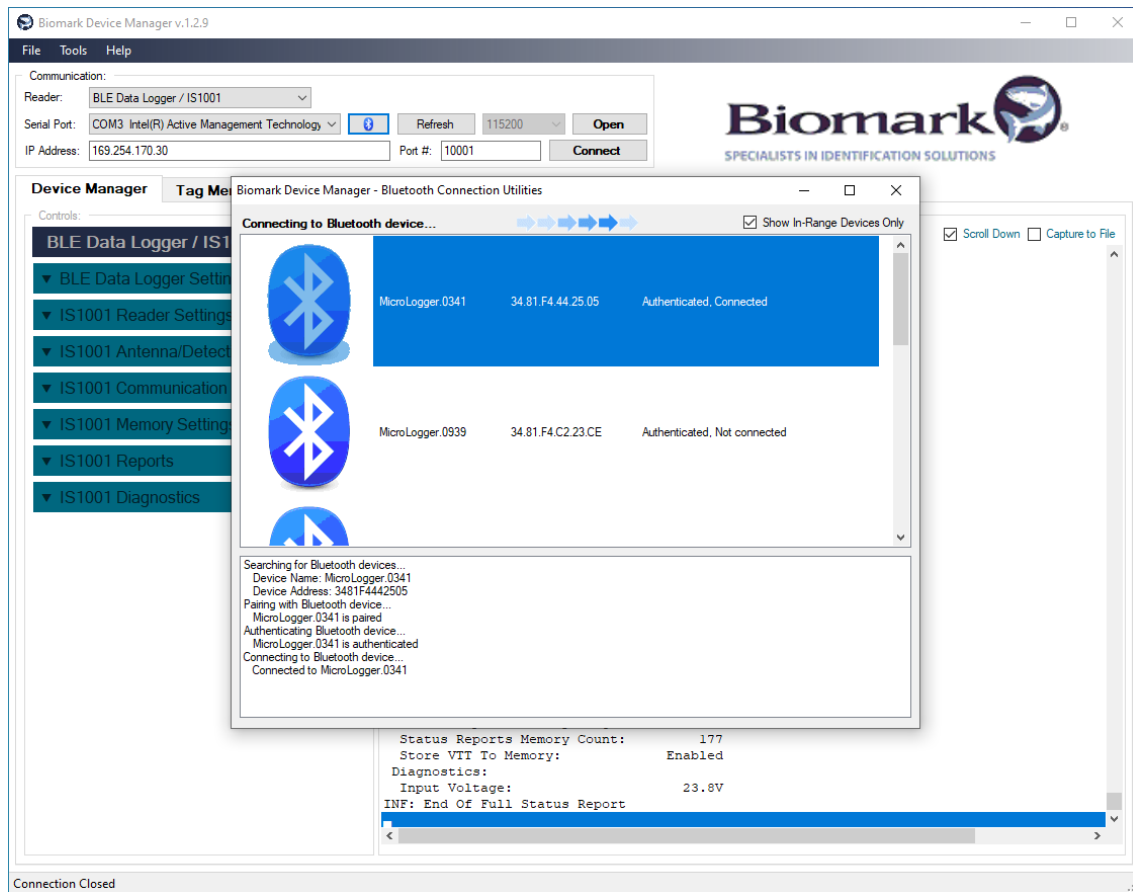 Biomark Device Manager v.1.2.9
File Tools Help
Communication:
Reader: BLE Data Logger / IS1001
Serial Port: COM3 Intel(R) Active Management Technology Refresh 115200 Open
IP Address: 169.254.170.30 Port #: 10001 Connect
Biomark®
SPECIALISTS IN IDENTIFICATION SOLUTIONS
Device Manager Tag Me
Controls:
BLE Data Logger / IS1
BLE Data Logger Settin
IS1001 Reader Settings
IS1001 Antenna/Detect
IS1001 Communication
IS1001 Memory Setting
IS1001 Reports
IS1001 Diagnostics
Scroll Down Capture to File
Biomark Device Manager - Bluetooth Connection Utilities
Connecting to Bluetooth device... Show In-Range Devices Only
MicroLogger.0341 34.81.F4.44.25.05 Authenticated, Connected
MicroLogger.0939 34.81.F4.C2.23.CE Authenticated, Not connected
Searching for Bluetooth devices...
Device Name: MicroLogger.0341
Device Address: 3481F4442505
Pairing with Bluetooth device...
MicroLogger.0341 is paired
Authenticating Bluetooth device...
MicroLogger.0341 is authenticated
Connecting to Bluetooth device...
Connected to MicroLogger.0341
Status Reports Memory Count: 177
Store VTT To Memory: Enabled
Diagnostics:
Input Voltage: 23.8V
INF: End Of Full Status Report
Connection Closed